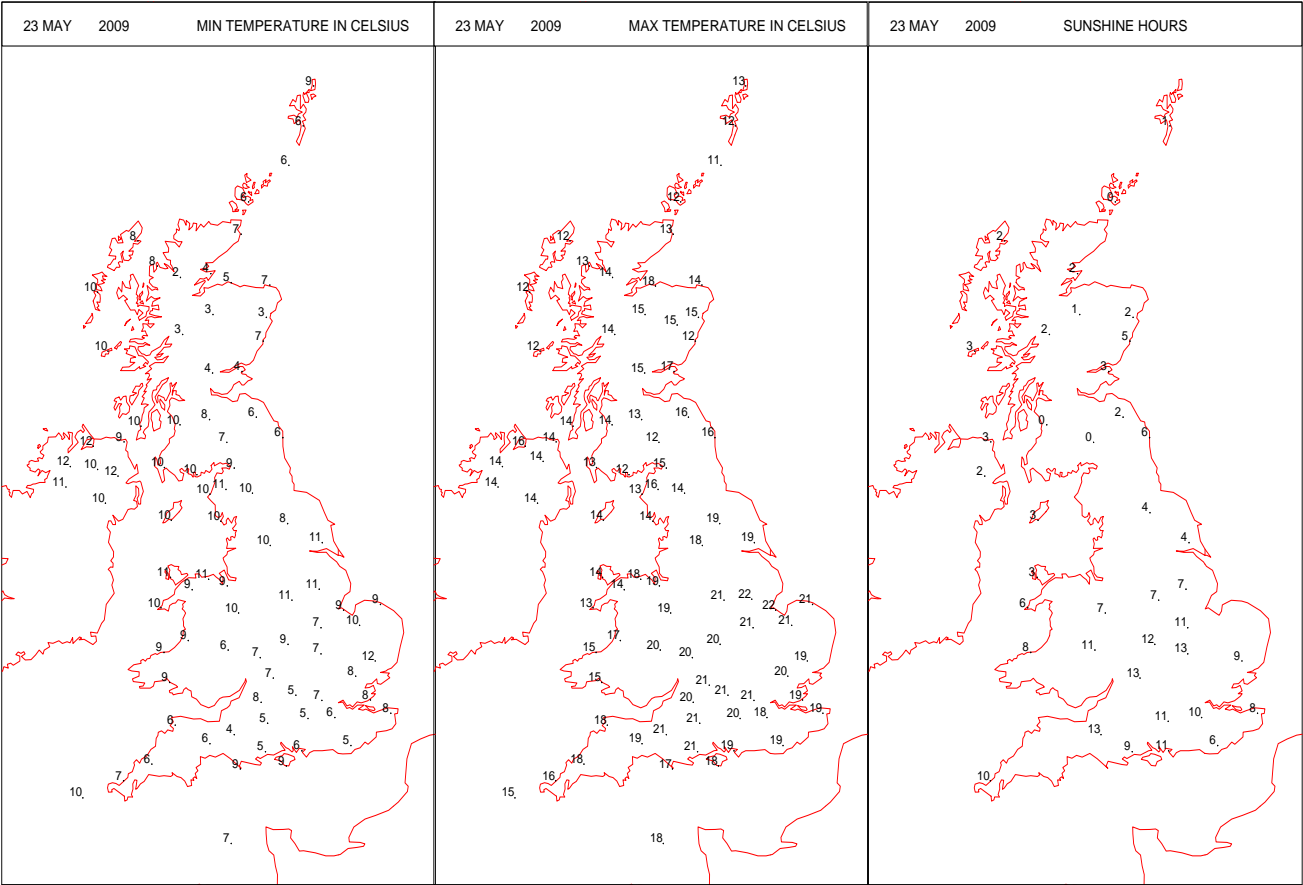 23 MAY 2009 MIN TEMPERATURE IN CELSIUS
9
6
6
6
7
8
8
2 4
5 7
10
3 3
3 7
10
4 4
10 10 8 6
12 9 7 6
12 10 12 10 10 9
11 10 10 11 10
10 10 8
10 11
11 9 11 9 11
10 10 11 9 9
7 10
9 9 6 9 7
7 12
9 7 8
8 5 7 8
6 5 5 6 8
4
6 5 6 5
6 9 9
7
10
7
23 MAY 2009 MAX TEMPERATURE IN CELSIUS
13
12
11
12
13
12
13 14
18 14
12
15 15
14 15 12
12
15 17
14 14 13 16
16 14 12 16
14 14 13 12 15
14 14 13 16 14
14 14 19
18 19
14 14 18 19
13 19 21 22 22 21
21 21
15 17 20 20 20
19
15 21 20
20 21 21 19
18 21 20 18 19
21
19 21 19 19
18 17 18
16
15
18
23 MAY 2009 SUNSHINE HOURS
1
0
2
2
1 2
2 5
3
3
0 2
3 0 6
2
3 4
4
3 7
6 7 7
11
8 11 12 13
9
13
11 10 8
13
9 11 6
10